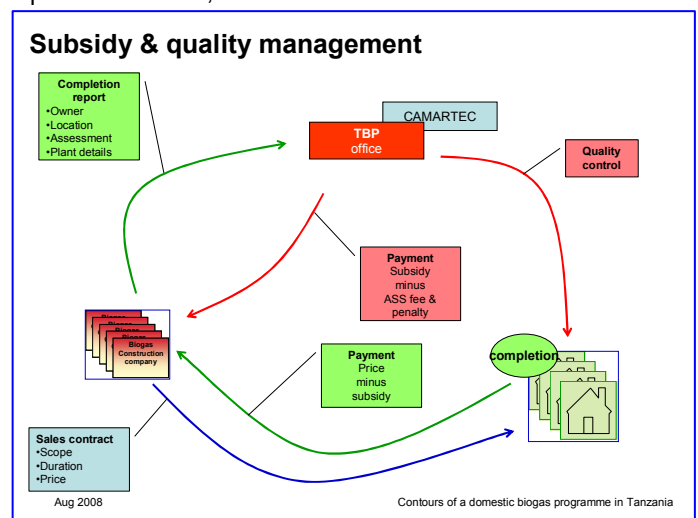 Subsidy & quality management
Completion
report
•Owner
•Location
•Assessment
•Plant details
CAMARTEC
TBP
office
Quality
control
Payment
Subsidy
minus
ASS fee &
penalty
Biogas
Construction
company
Payment
Price
minus
subsidy
completion
Sales contract
•Scope
•Duration
•Price
Aug 2008
Contours of a domestic biogas programme in Tanzania